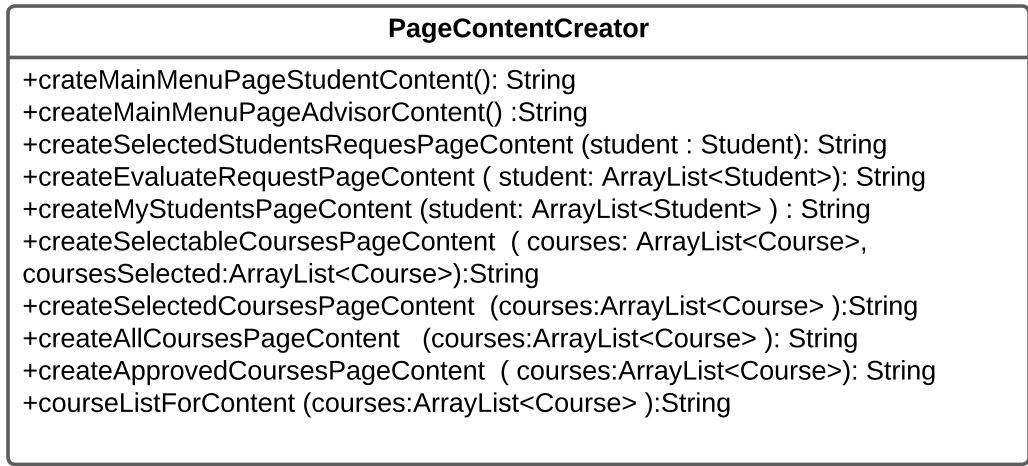 PageContentCreator
+crateMainMenuPageStudentContent(): String
+createMainMenuPageAdvisorContent() :String
+createSelectedStudentsRequesPageContent (student : Student): String
+createEvaluateRequestPageContent ( student: ArrayList<Student>): String
+createMyStudentsPageContent (student: ArrayList<Student> ) : String
+createSelectableCoursesPageContent  ( courses: ArrayList<Course>,
coursesSelected:ArrayList<Course>):String
+createSelectedCoursesPageContent  (courses:ArrayList<Course> ):String
+createAllCoursesPageContent   (courses:ArrayList<Course> ): String
+createApprovedCoursesPageContent  ( courses:ArrayList<Course>): String
+courseListForContent (courses:ArrayList<Course> ):String